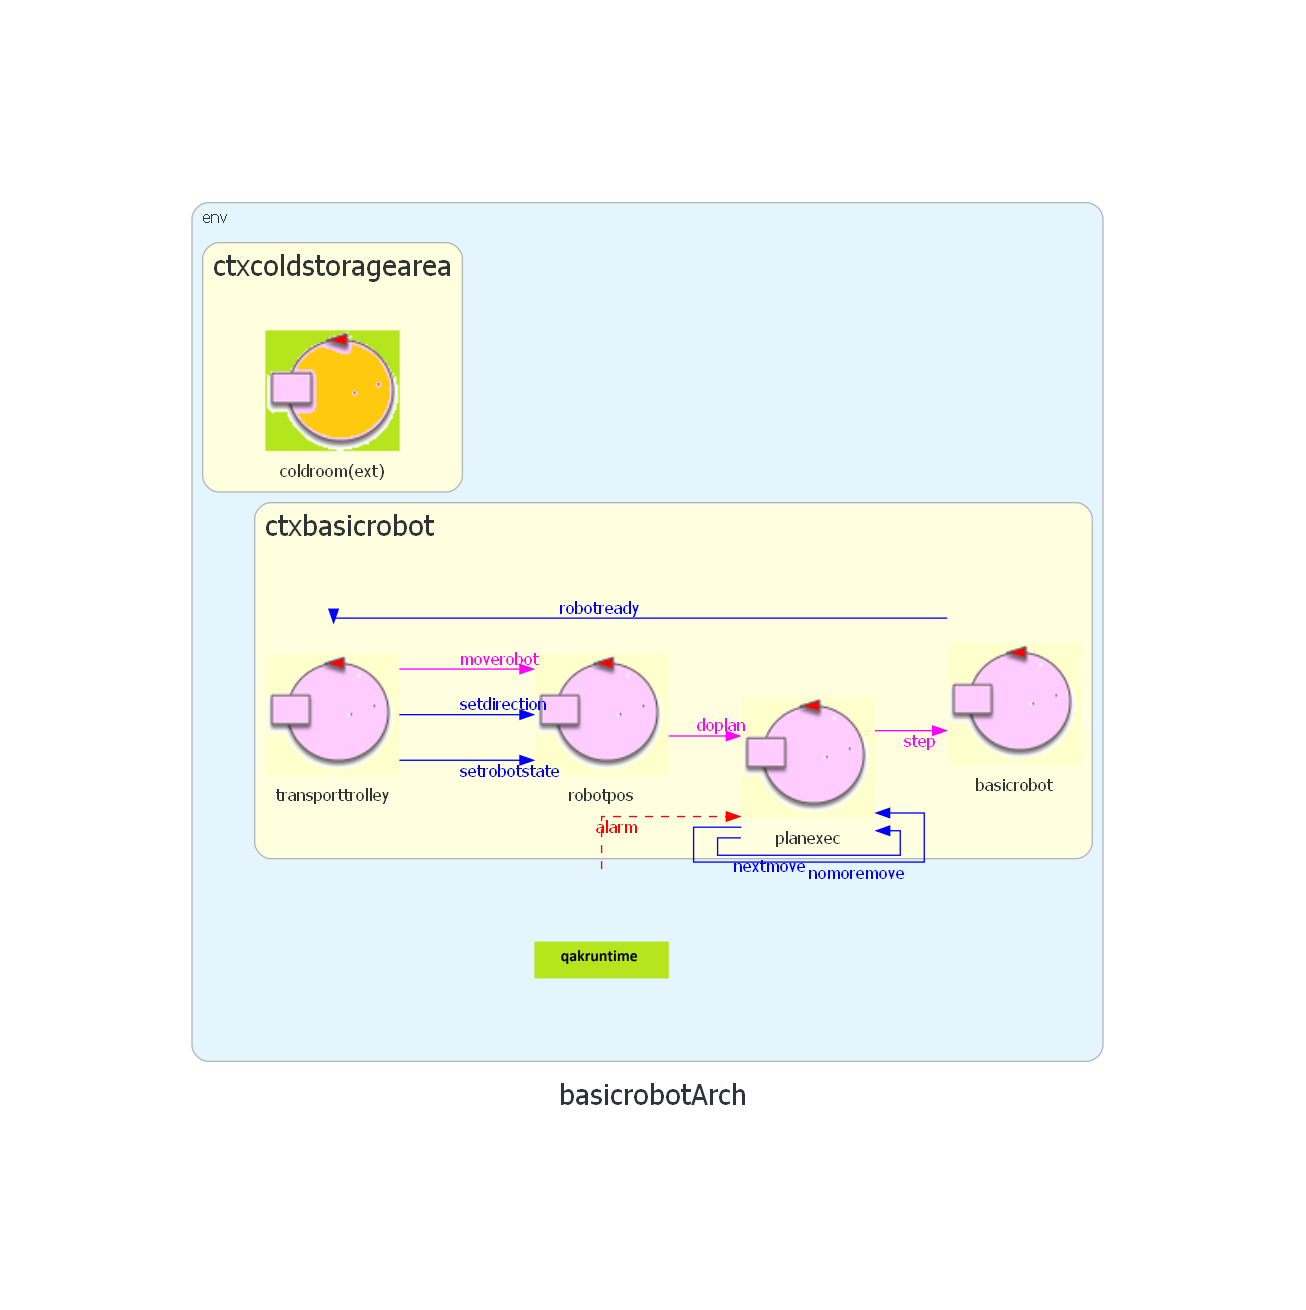 env
ctxcoldstoragearea
coldroom(ext)
ctxbasicrobot
robotready
moverobot
setdirection
setrobotstate
doplan
step
transporttrolley
robotpos
basicrobot
alarm
planexec
nextmove
nomoremove
qakruntime
basicrobotArch